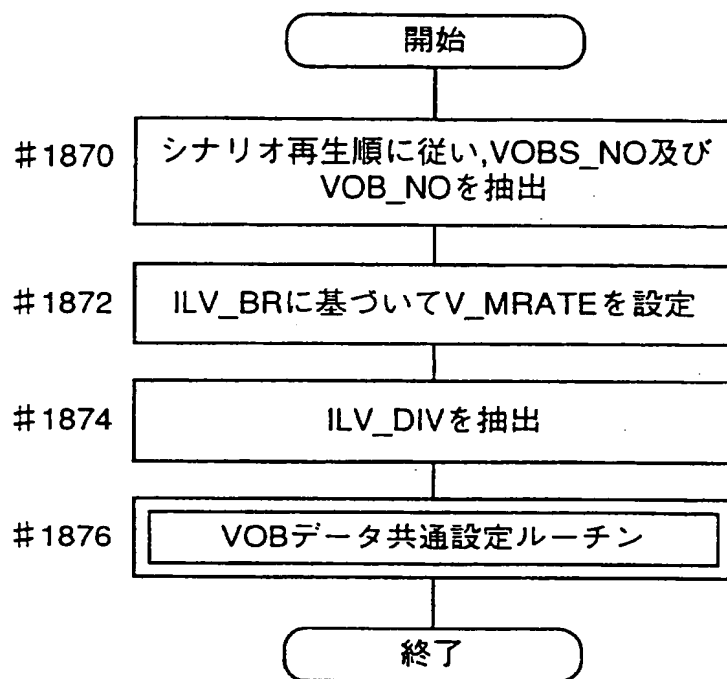 開始
#1870
シナリオ再生順に従い,VOBS_NO及び
VOB_NOを抽出
#1872
ILV_BRに基づいてV_MRATEを設定
#1874
ILV_DIVを抽出
#1876
VOBデータ共通設定ルーチン
終了